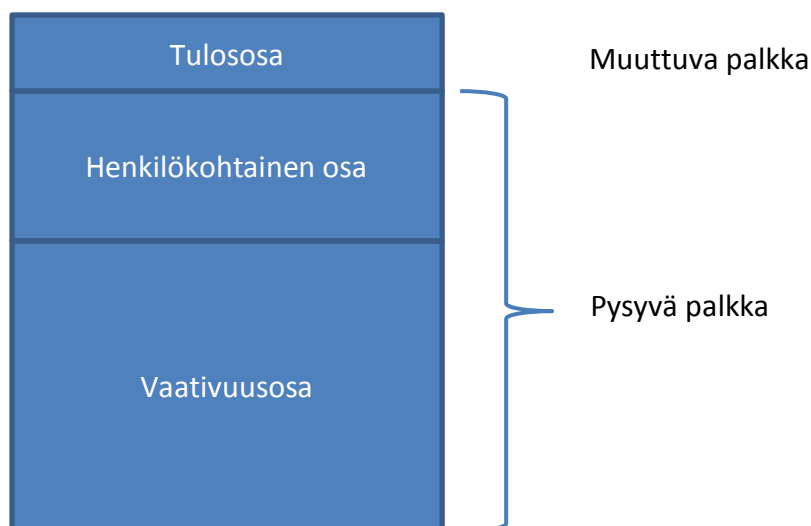 Tulososa
Muuttuva palkka
Henkilökohtainen osa
Pysyvä palkka
Vaativuusosa